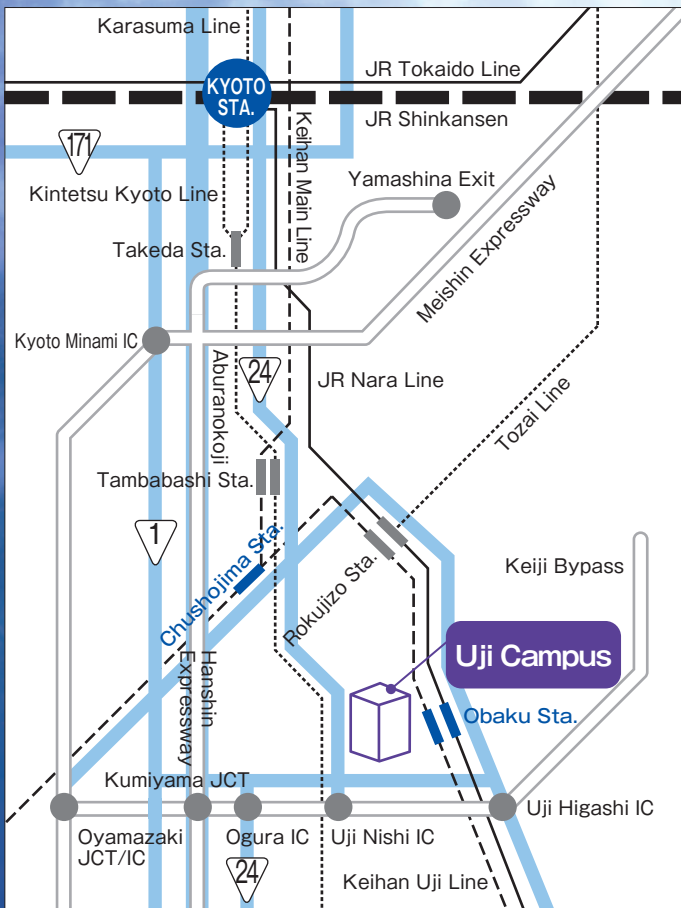 Karasuma Line
JR Tokaido Line
KYOTO
STA.
JR Shinkansen
171
Keihan Main Line
Kintetsu Kyoto Line
Yamashina Exit
Takeda Sta.
Meishin Expressway
Kyoto Minami IC
Aburanokoji
24
JR Nara Line
Tozai Line
Tambabashi Sta.
1
Chushojima Sta.
Rokujizo Sta.
Keiji Bypass
Uji Campus
Hanshin
Expressway
Obaku Sta.
Kumiyama JCT
Oyamazaki
JCT/IC
Ogura IC
Uji Nishi IC
Uji Higashi IC
24
Keihan Uji Line